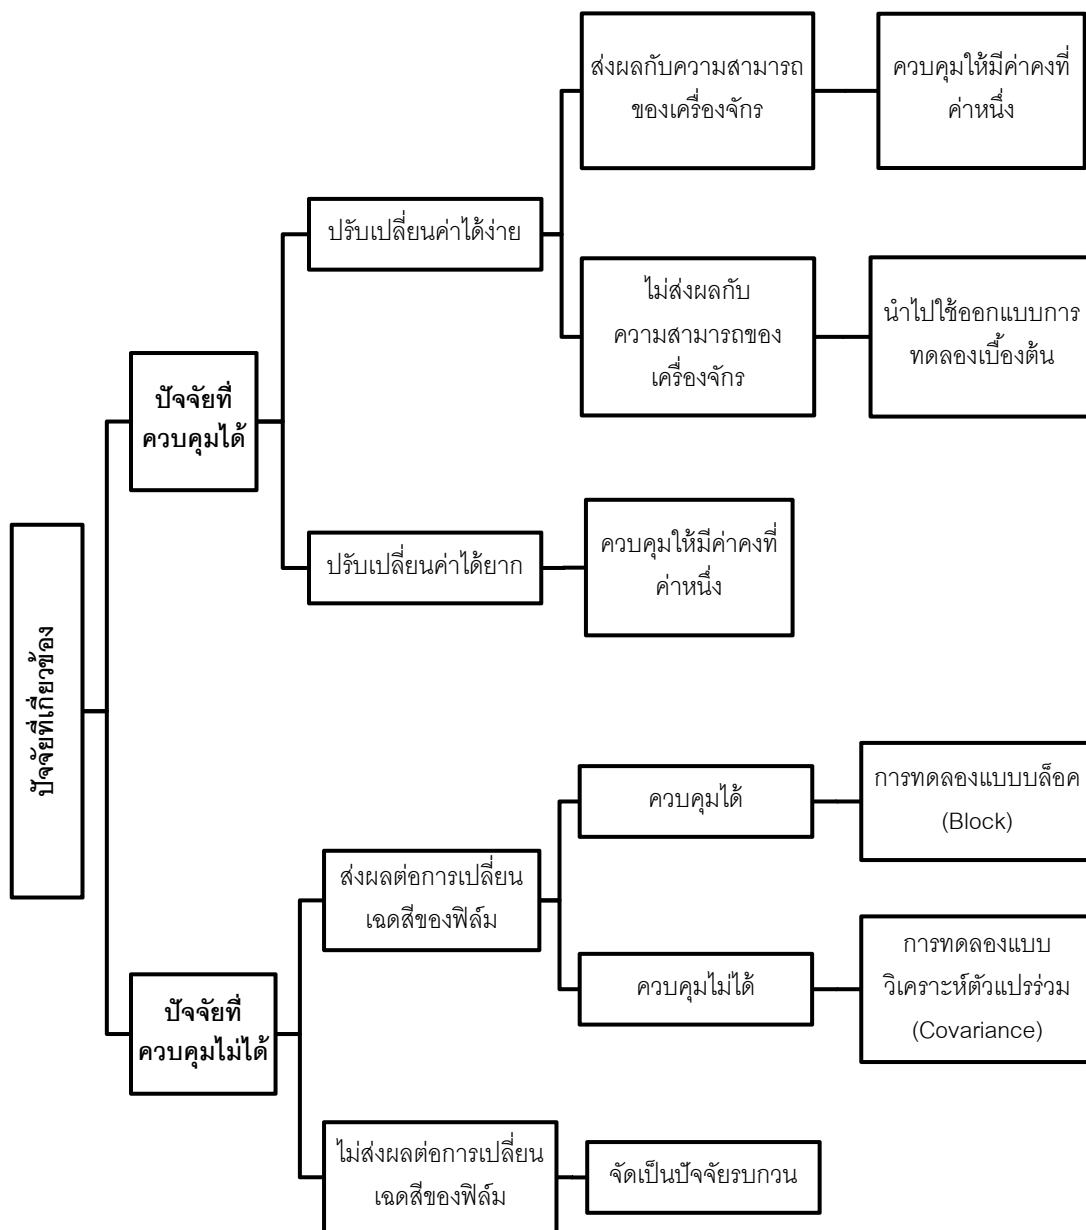 ส่งผลกับความสามารถ
ของเครื่องจักร
ควบคุมให้มีค่าคงที่
ค่าหนึ่ง
ปรับเปลี่ยนค่าได้ง่าย
ไม่ส่งผลกับ
ความสามารถของ
เครื่องจักร
นำไปใช้ออกแบบการ
ทดลองเบื้องต้น
ปัจจัยที่
ควบคุมได้
ปรับเปลี่ยนค่าได้ยาก
ควบคุมให้มีค่าคงที่
ค่าหนึ่ง
ปัจจัยที่เกี่ยวข้อง
ควบคุมได้
การทดลองแบบบล็อค
(Block)
ส่งผลต่อการเปลี่ยน
เฉดสีของฟิล์ม
ควบคุมไม่ได้
การทดลองแบบ
วิเคราะห์ตัวแปรร่วม
(Covariance)
ปัจจัยที่
ควบคุมไม่ได้
ไม่ส่งผลต่อการเปลี่ยน
เฉดสีของฟิล์ม
จัดเป็นปัจจัยรบกวน